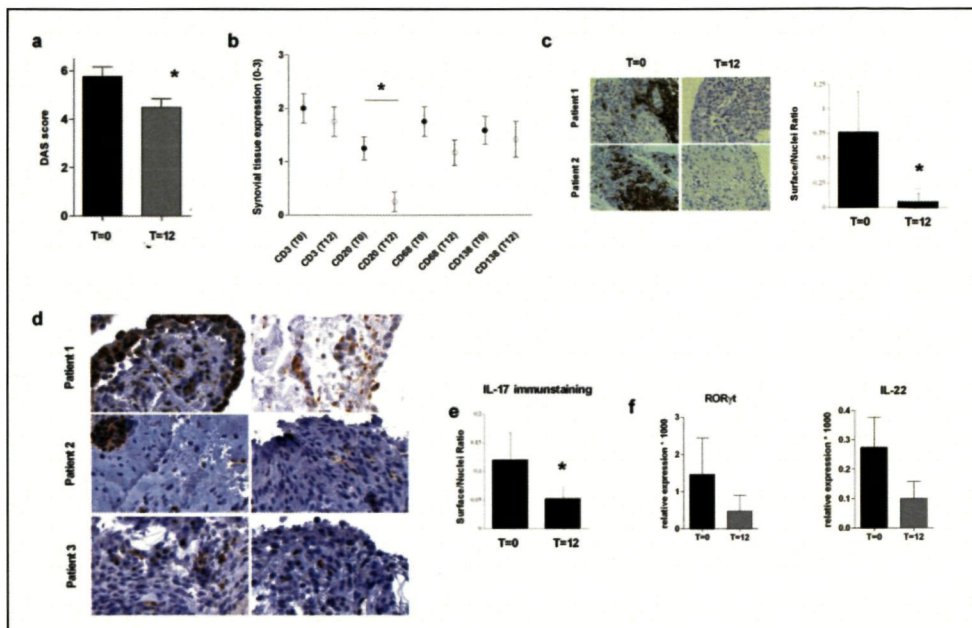 a
DAS score
6
4
2
0
T=0
T=12
*
b
Synovial tissue expression (0-3)
3
2
1
0
*
CD3 (T0)
CD3 (T12)
CD20 (T0)
CD20 (T12)
CD68 (T0)
CD68 (T12)
CD138 (T0)
CD138 (T12)
c
T=0
T=12
Patient 1
Patient 2
Surface/Nuclei Ratio
*
T=0
T=12
d
Patient 1
Patient 2
Patient 3
e
IL-17 immunstaining
Surface/Nuclei Ratio
*
T=0
T=12
f
RORγt
relative expression * 1000
3
2
1
0
T=0
T=12
IL-22
relative expression * 1000
0.4
0.3
0.2
0.1
0.0
T=0
T=12